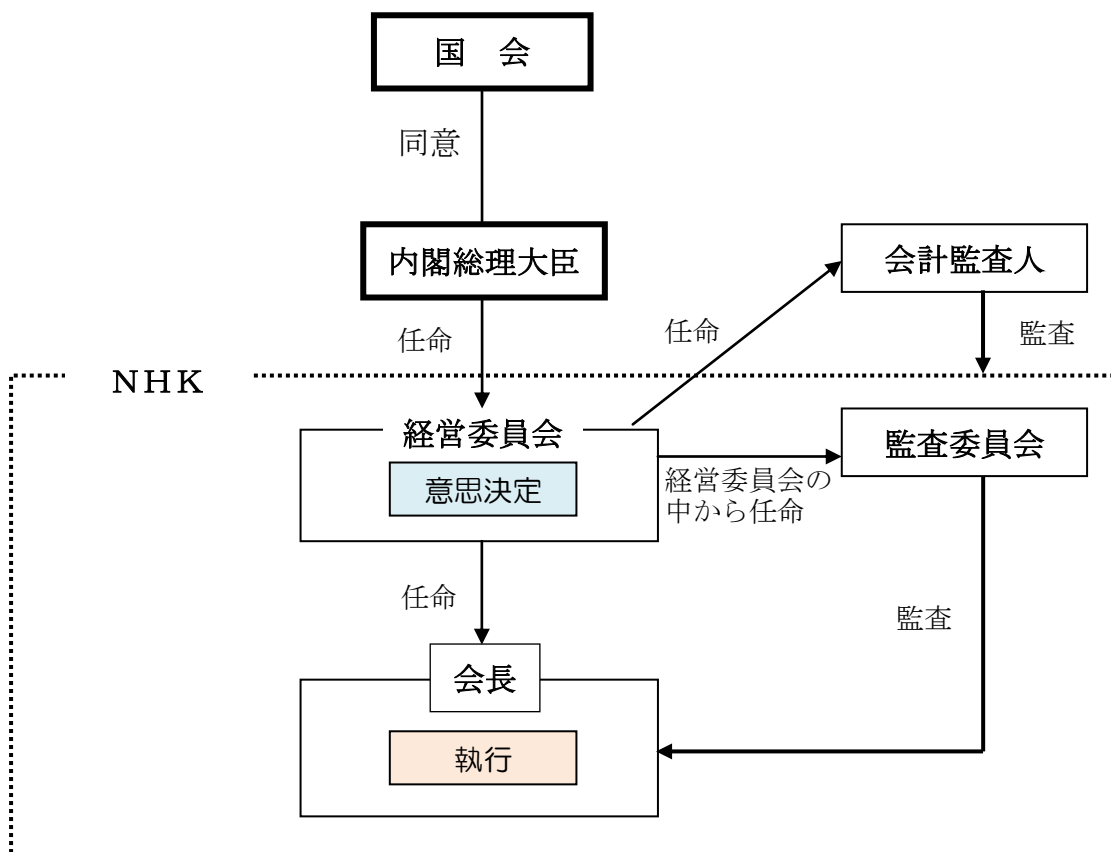 国　会
同意
内閣総理大臣
会計監査人
任命
任命
監査
ＮＨＫ
経営委員会
意思決定
監査委員会
経営委員会の
中から任命
任命
監査
会長
執行